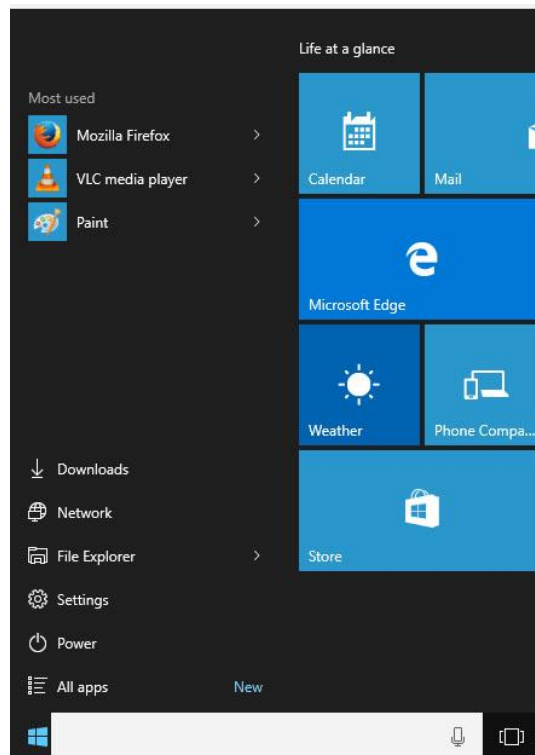 Life at a glance
Most used
Mozilla Firefox
VLC media player
Paint
Calendar
Mail
Microsoft Edge
Weather
Phone Compa...
Store
Downloads
Network
File Explorer
Settings
Power
All apps New